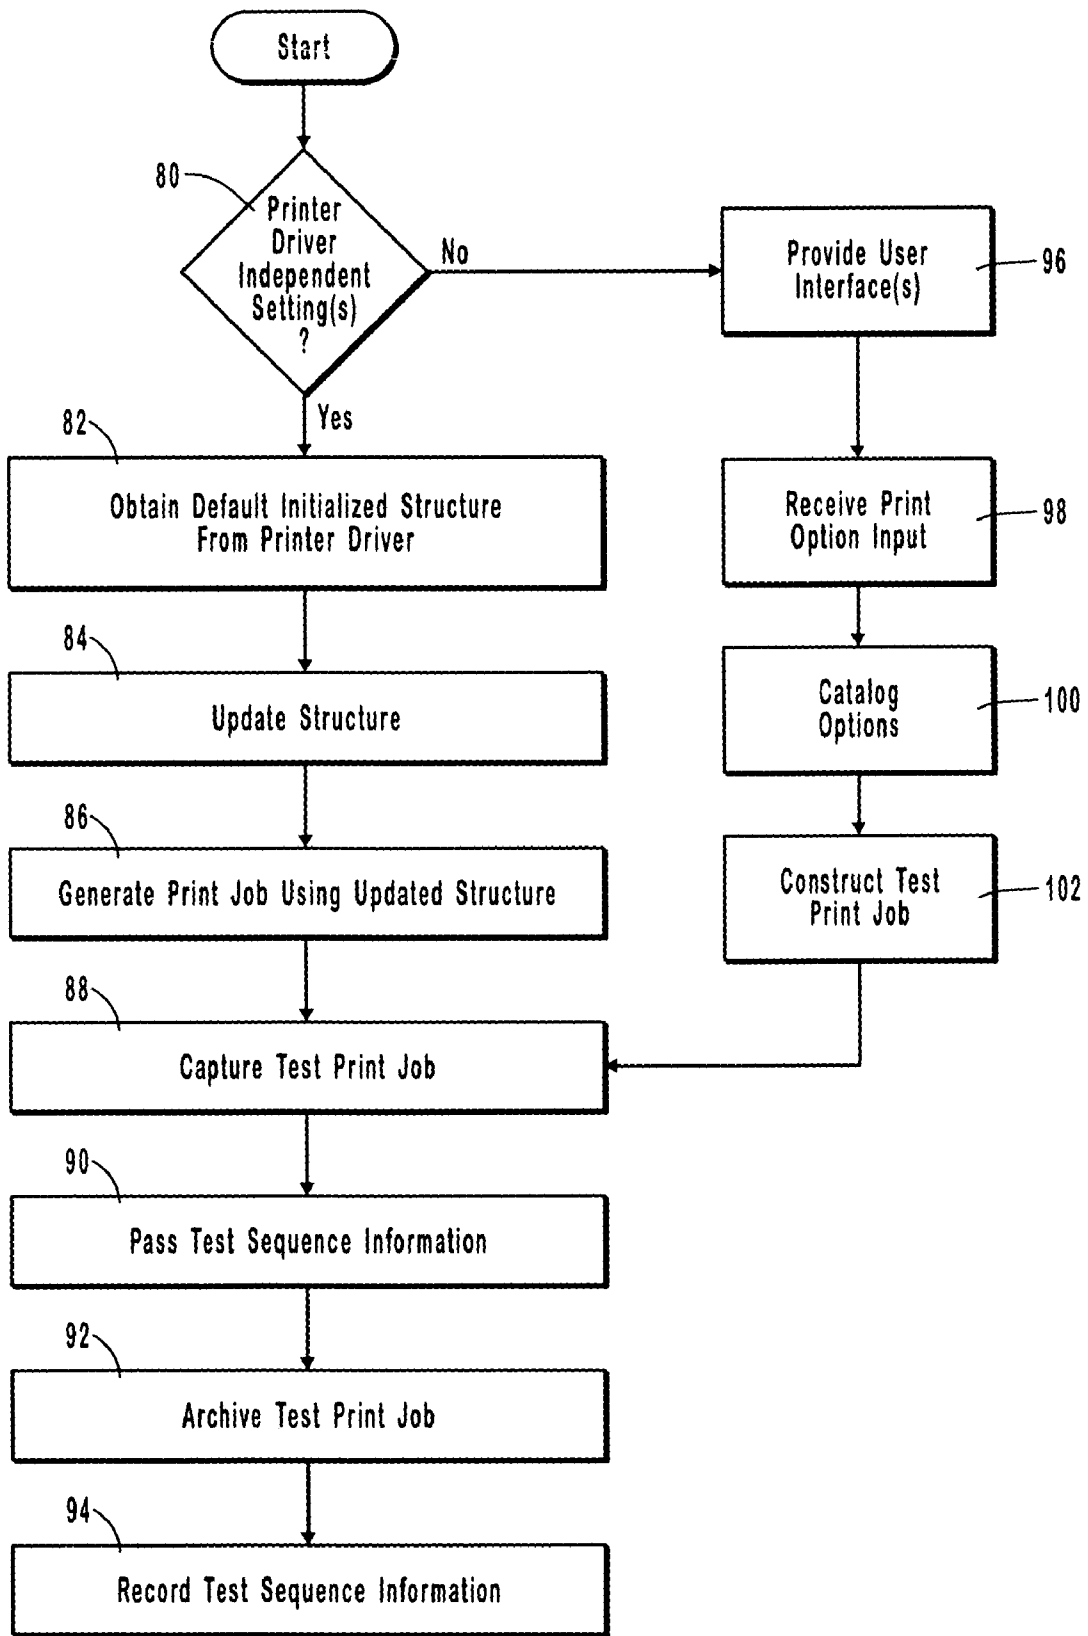 Start
80
Printer
Driver
Independent
Setting(s)
?
No
Provide User
Interface(s)
96
Yes
82
Obtain Default Initialized Structure
From Printer Driver
Receive Print
Option Input
98
84
Update Structure
Catalog
Options
100
86
Generate Print Job Using Updated Structure
Construct Test
Print Job
102
88
Capture Test Print Job
90
Pass Test Sequence Information
92
Archive Test Print Job
94
Record Test Sequence Information